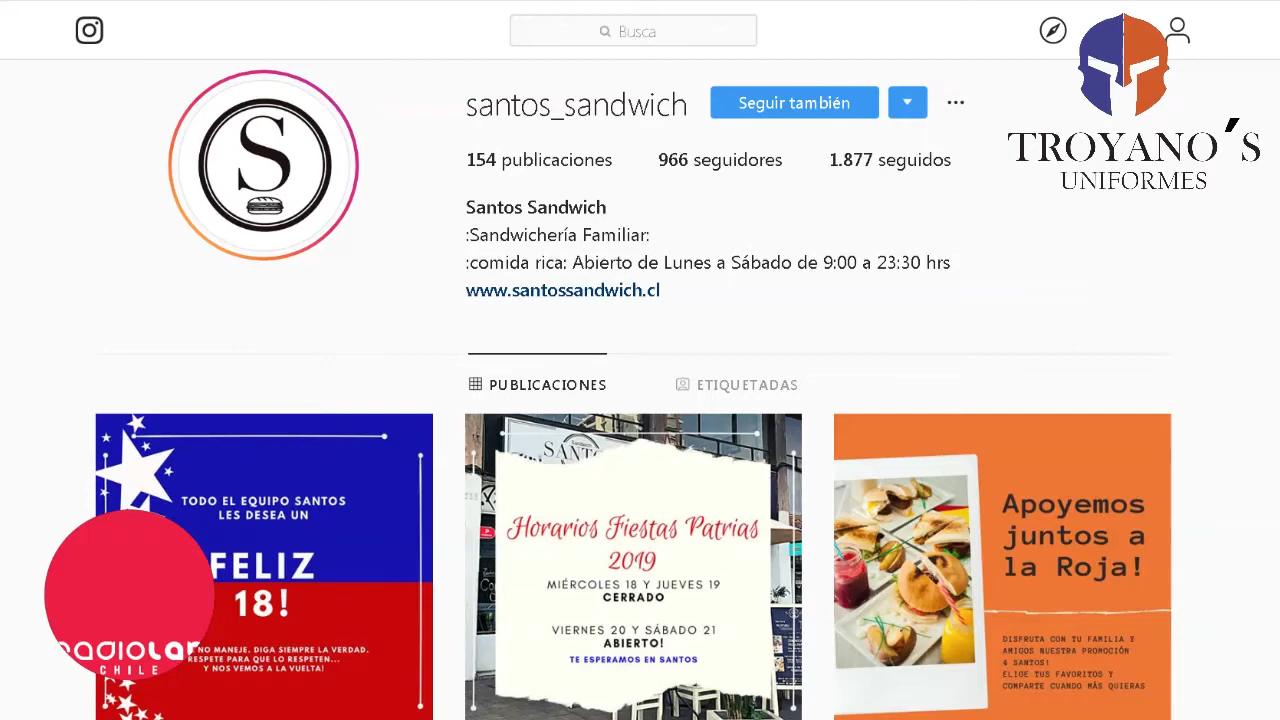 Busca
santos_sandwich
Seguir también
154 publicaciones 966 seguidores 1.877 seguidos
Santos Sandwich
:Sandwichería Familiar:
:comida rica: Abierto de Lunes a Sábado de 9:00 a 23:30 hrs
www.santossandwich.cl
TROYANO´S
UNIFORMES
S
PUBLICACIONES
ETIQUETADAS
TODO EL EQUIPO SANTOS
LES DESEA UN
FELIZ
18!
NO MANEJE. DIGA SIEMPRE LA VERDAD.
RESPETE PARA QUE LO RESPETEN...
Y NOS VEMOS A LA VUELTA!
CHILE
Horarios Fiestas Patrias
2019
MIÉRCOLES 18 Y JUEVES 19
CERRADO
VIERNES 20 Y SÁBADO 21
ABIERTO!
TE ESPERAMOS EN SANTOS
Apoyemos
juntos a
la Roja!
DISFRUTA CON TU FAMILIA Y
AMIGOS NUESTRA PROMOCIÓN
4 SANTOS!
ELIGE TUS FAVORITOS Y
COMPARTE CUANDO MÁS QUIERAS